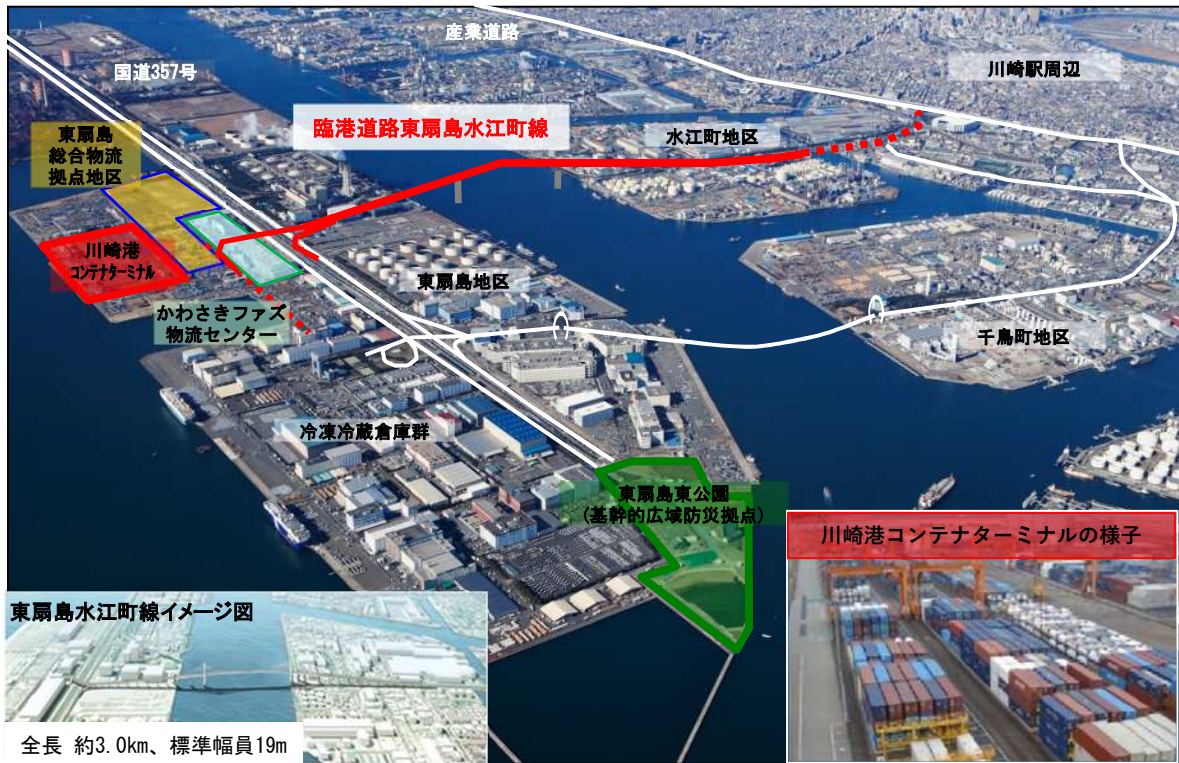 産業道路
国道357号
川崎駅周辺
臨港道路東扇島水江町線
水江町地区
東扇島
総合物流
拠点地区
川崎港
コンテナターミナル
東扇島地区
かわさきファズ
物流センター
千鳥町地区
冷凍冷蔵倉庫群
東扇島東公園
(基幹的広域防災拠点)
川崎港コンテナターミナルの様子
東扇島水江町線イメージ図
全長 約3.0km、標準幅員19m